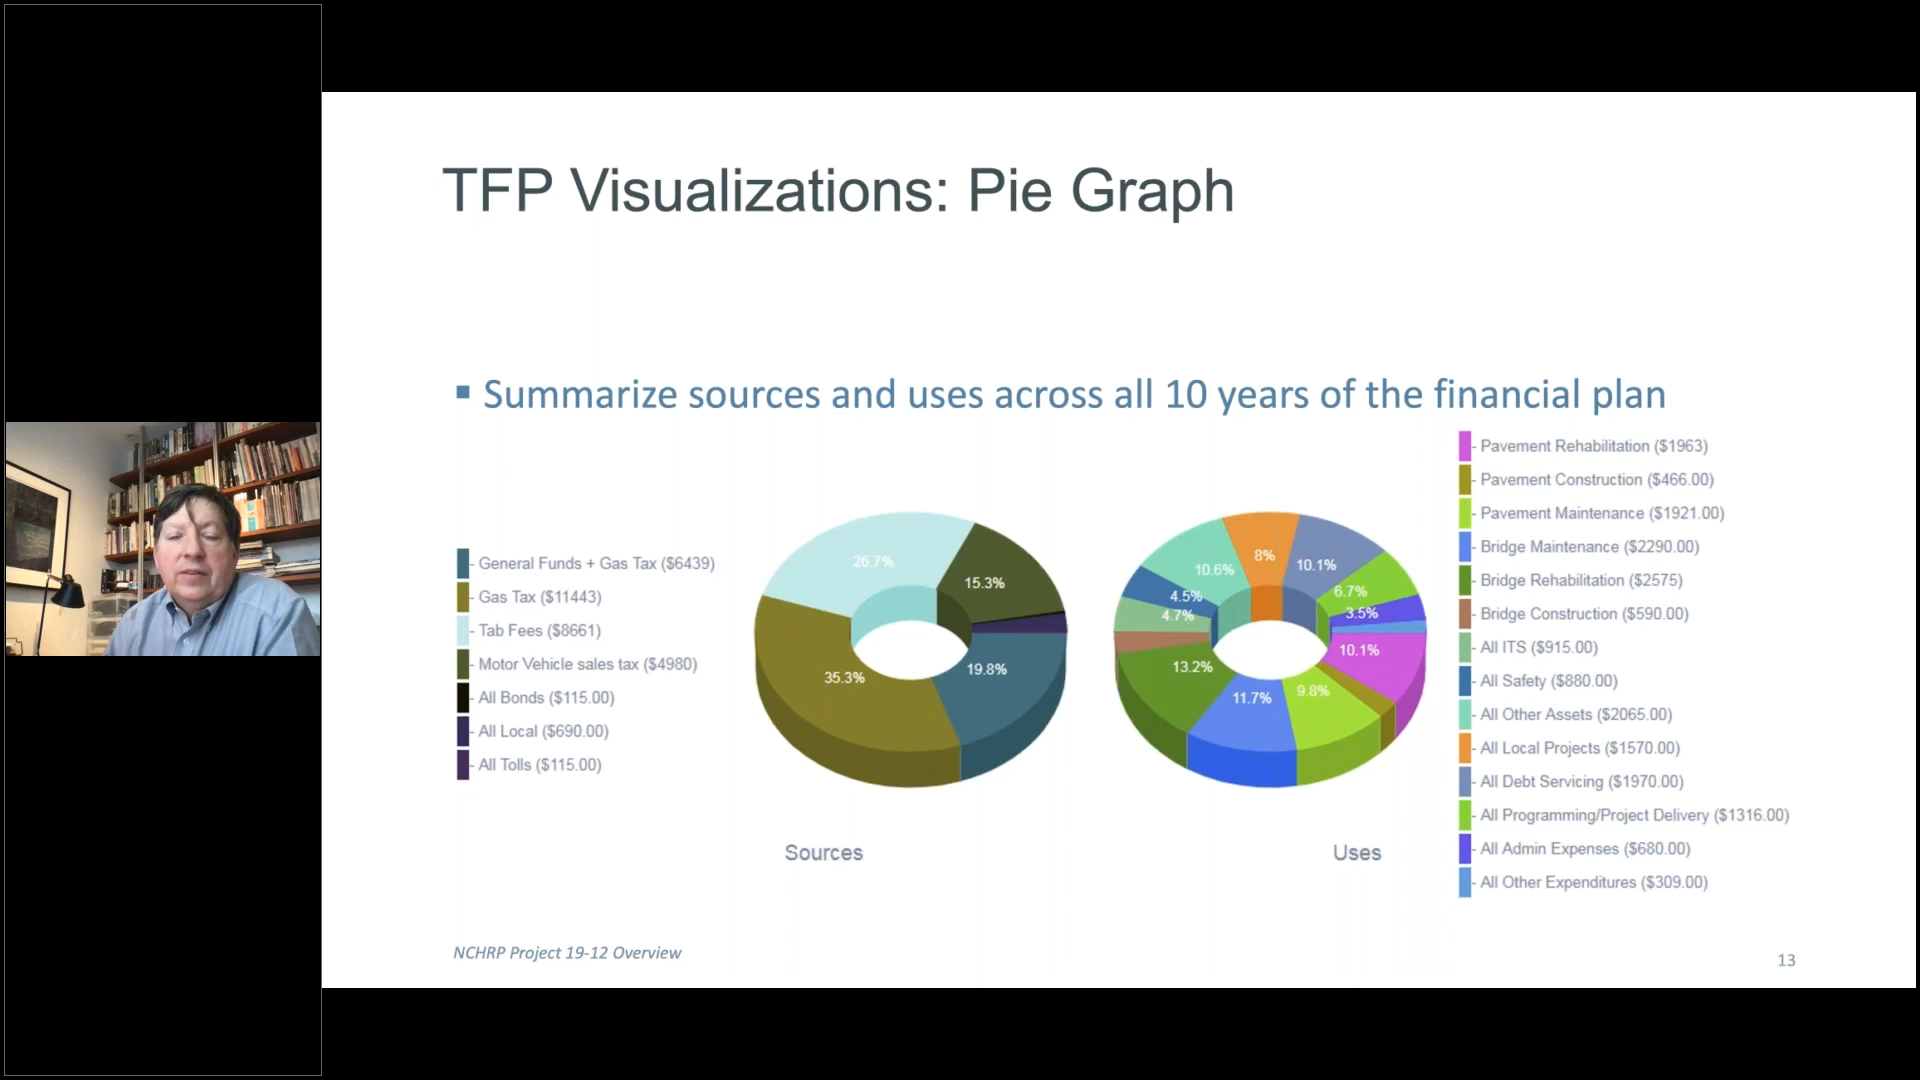 TFP Visualizations: Pie Graph
▪ Summarize sources and uses across all 10 years of the financial plan
- General Funds + Gas Tax ($6439)
- Gas Tax ($11443)
- Tab Fees ($8661)
- Motor Vehicle sales tax ($4980)
- All Bonds ($115.00)
- All Local ($690.00)
- All Tolls ($115.00)
26.7%
15.3%
35.3%
19.8%
Sources
8%
10.1%
10.6%
6.7%
4.5%
3.5%
4.7%
10.1%
13.2%
11.7%
9.8%
Uses
- Pavement Rehabilitation ($1963)
- Pavement Construction ($466.00)
- Pavement Maintenance ($1921.00)
- Bridge Maintenance ($2290.00)
- Bridge Rehabilitation ($2575)
- Bridge Construction ($590.00)
- All ITS ($915.00)
- All Safety ($880.00)
- All Other Assets ($2065.00)
- All Local Projects ($1570.00)
- All Debt Servicing ($1970.00)
- All Programming/Project Delivery ($1316.00)
- All Admin Expenses ($680.00)
- All Other Expenditures ($309.00)
NCHRP Project 19-12 Overview
13